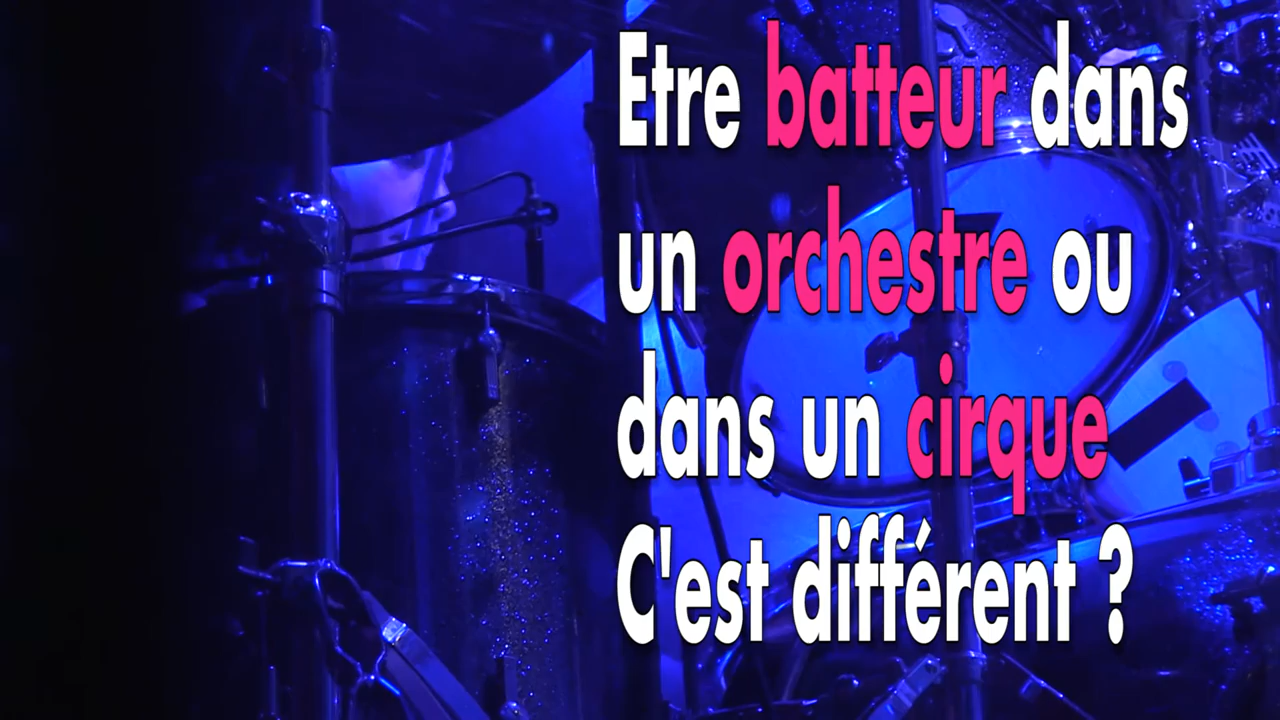 Etre batteur dans
un orchestre ou
dans un cirque
C'est différent ?